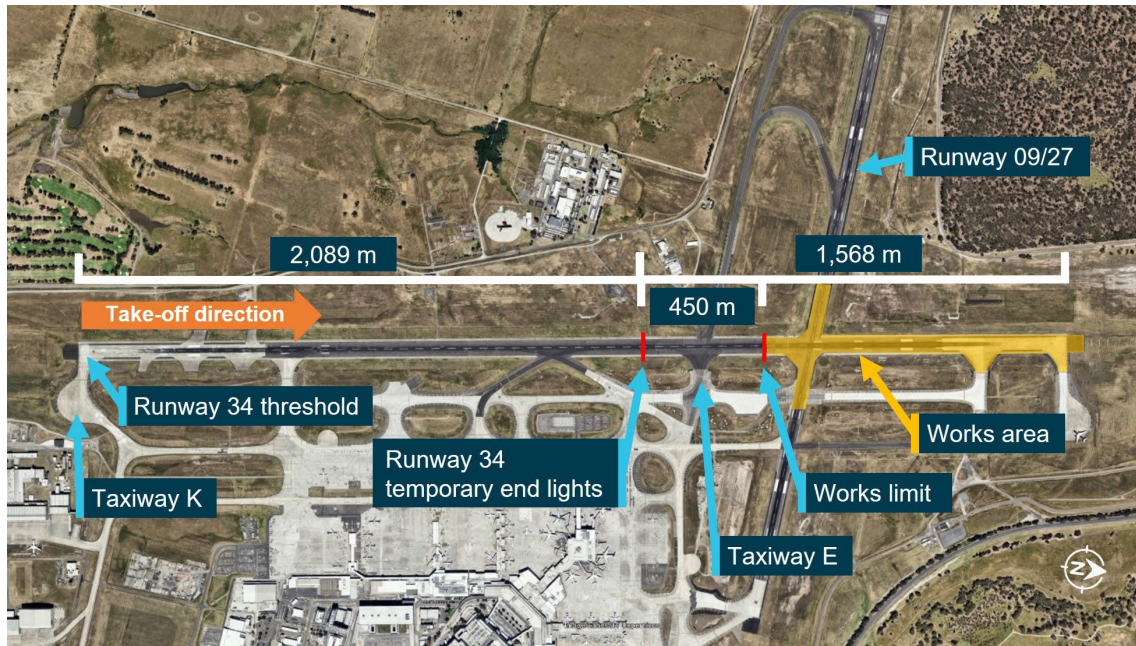 Runway 09/27
2,089 m
1,568 m
450 m
Take-off direction
Runway 34 threshold
Works area
Runway 34
temporary end lights
Taxiway K
Works limit
Taxiway E
N